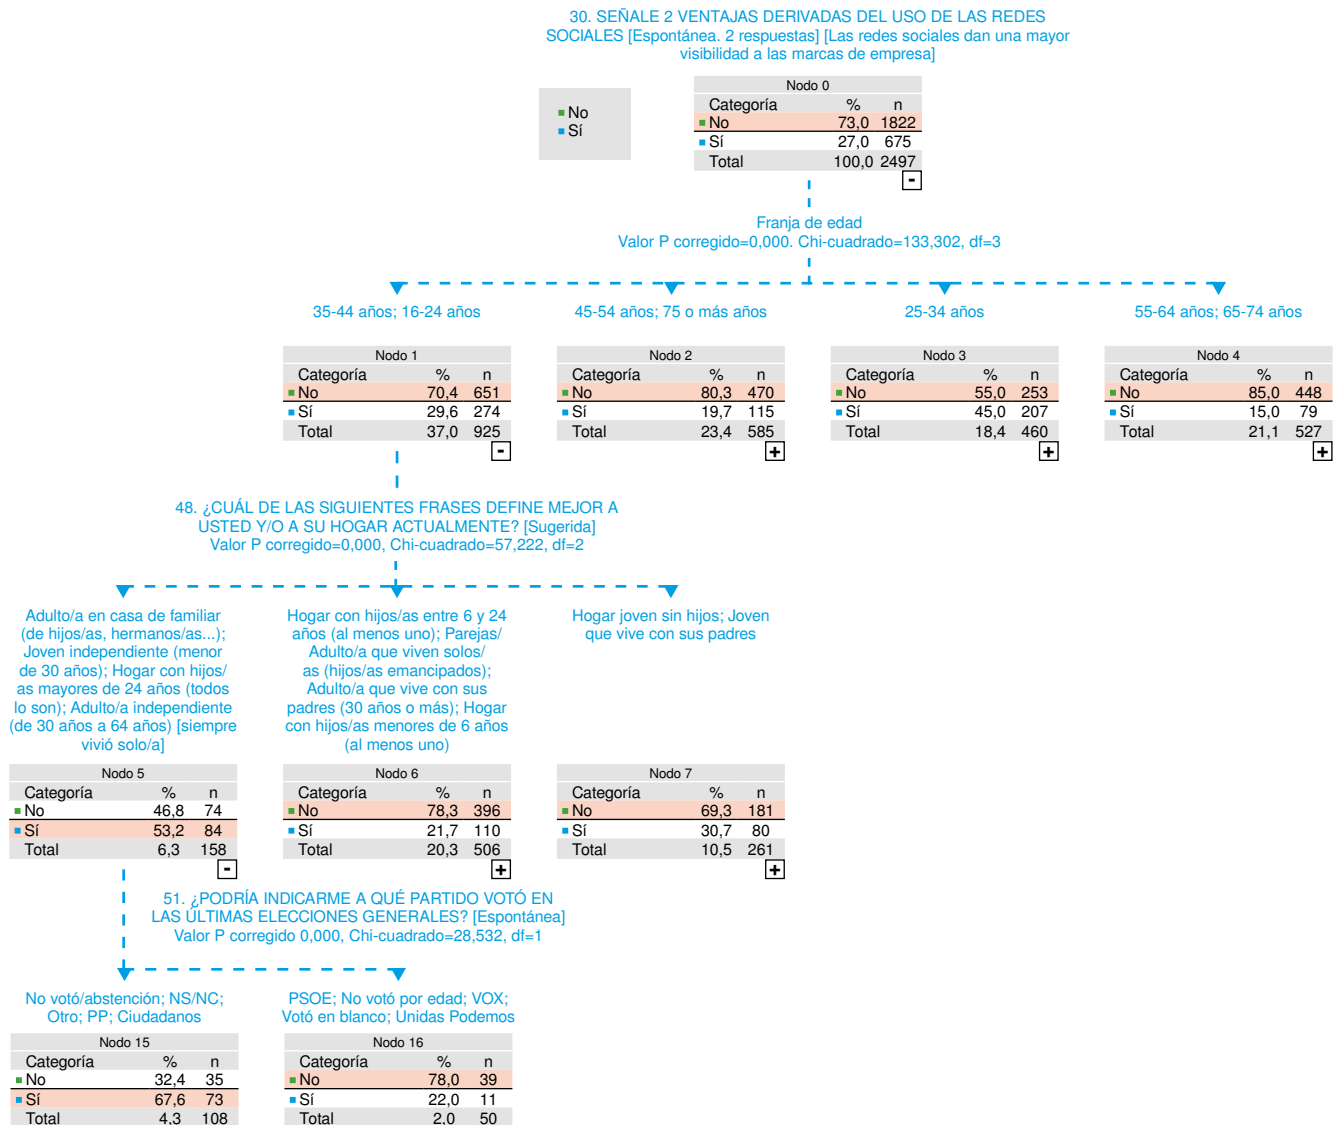 30. SEÑALE 2 VENTAJAS DERIVADAS DEL USO DE LAS REDES
SOCIALES [Espontánea. 2 respuestas] [Las redes sociales dan una mayor
visibilidad a las marcas de empresa]
No
Sí
Nodo 0
Categoría % n
No 73,0 1822
Sí 27,0 675
Total 100,0 2497
-
Franja de edad
Valor P corregido=0,000. Chi-cuadrado=133,302, df=3
35-44 años; 16-24 años
Nodo 1
Categoría % n
No 70,4 651
Sí 29,6 274
Total 37,0 925
-
45-54 años; 75 o más años
Nodo 2
Categoría % n
No 80,3 470
Sí 19,7 115
Total 23,4 585
+
25-34 años
Nodo 3
Categoría % n
No 55,0 253
Sí 45,0 207
Total 18,4 460
+
55-64 años; 65-74 años
Nodo 4
Categoría % n
No 85,0 448
Sí 15,0 79
Total 21,1 527
+
48. ¿CUÁL DE LAS SIGUIENTES FRASES DEFINE MEJOR A
USTED Y/O A SU HOGAR ACTUALMENTE? [Sugerida]
Valor P corregido=0,000, Chi-cuadrado=57,222, df=2
Adulto/a en casa de familiar
(de hijos/as, hermanos/as...);
Joven independiente (menor
de 30 años); Hogar con hijos/
as mayores de 24 años (todos
lo son); Adulto/a independiente
(de 30 años a 64 años) [siempre
vivió solo/a]
Nodo 5
Categoría % n
No 46,8 74
Sí 53,2 84
Total 6,3 158
-
Hogar con hijos/as entre 6 y 24
años (al menos uno); Parejas/
Adulto/a que viven solos/
as (hijos/as emancipados);
Adulto/a que vive con sus
padres (30 años o más); Hogar
con hijos/as menores de 6 años
(al menos uno)
Nodo 6
Categoría % n
No 78,3 396
Sí 21,7 110
Total 20,3 506
+
Hogar joven sin hijos; Joven
que vive con sus padres
Nodo 7
Categoría % n
No 69,3 181
Sí 30,7 80
Total 10,5 261
+
51. ¿PODRÍA INDICARME A QUÉ PARTIDO VOTÓ EN
LAS ÚLTIMAS ELECCIONES GENERALES? [Espontánea]
Valor P corregido 0,000, Chi-cuadrado=28,532, df=1
No votó/abstención; NS/NC;
Otro; PP; Ciudadanos
Nodo 15
Categoría % n
No 32,4 35
Sí 67,6 73
Total 4,3 108
PSOE; No votó por edad; VOX;
Votó en blanco; Unidas Podemos
Nodo 16
Categoría % n
No 78,0 39
Sí 22,0 11
Total 2,0 50